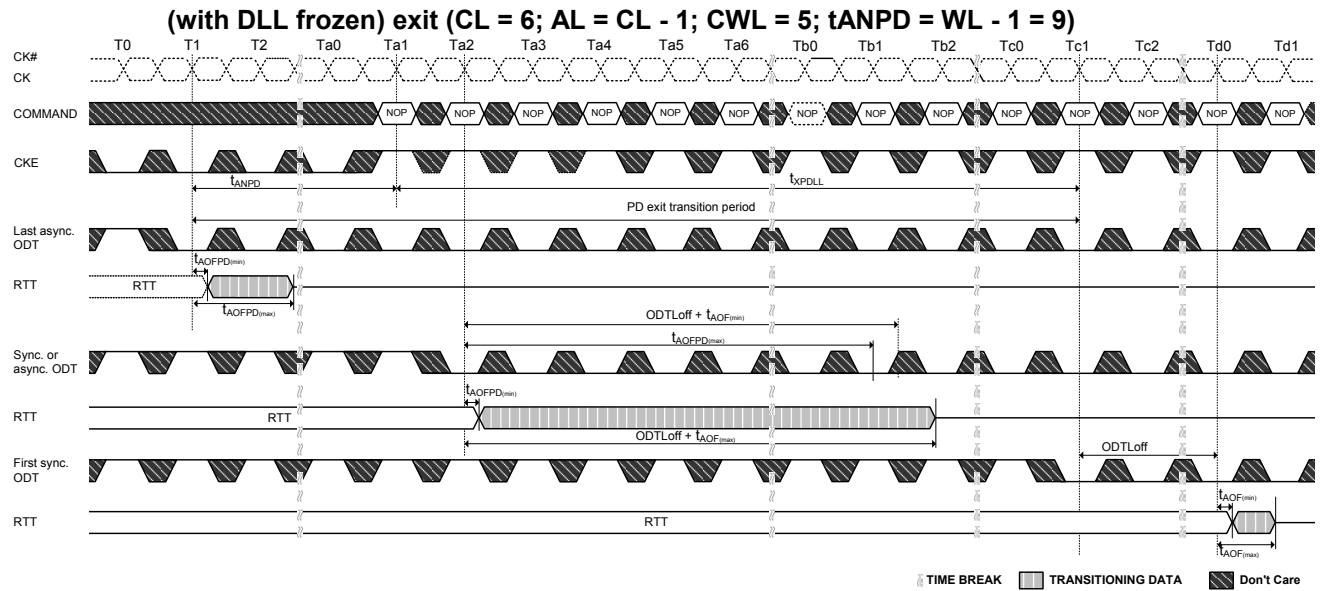 (with DLL frozen) exit (CL = 6; AL = CL - 1; CWL = 5; tANPD = WL - 1 = 9)
T0 T1 T2 Ta0 Ta1 Ta2 Ta3 Ta4 Ta5 Ta6 Tb0 Tb1 Tb2 Tc0 Tc1 Tc2 Td0 Td1
CK#
CK
COMMAND NOP NOP NOP NOP NOP NOP NOP NOP NOP NOP NOP NOP NOP NOP
CKE
tANPD tXPDLL
PD exit transition period
Last async.
ODT
tAOFPD(min)
RTT RTT
tAOFPD(max)
ODTLoff + tAOF(min)
tAOFPD(max)
Sync. or
async. ODT
tAOFPD(min)
RTT RTT
ODTLoff + tAOF(max)
First sync.
ODT
ODTLoff
tAOF(min)
RTT RTT
tAOF(max)
TIME BREAK TRANSITIONING DATA Don't Care